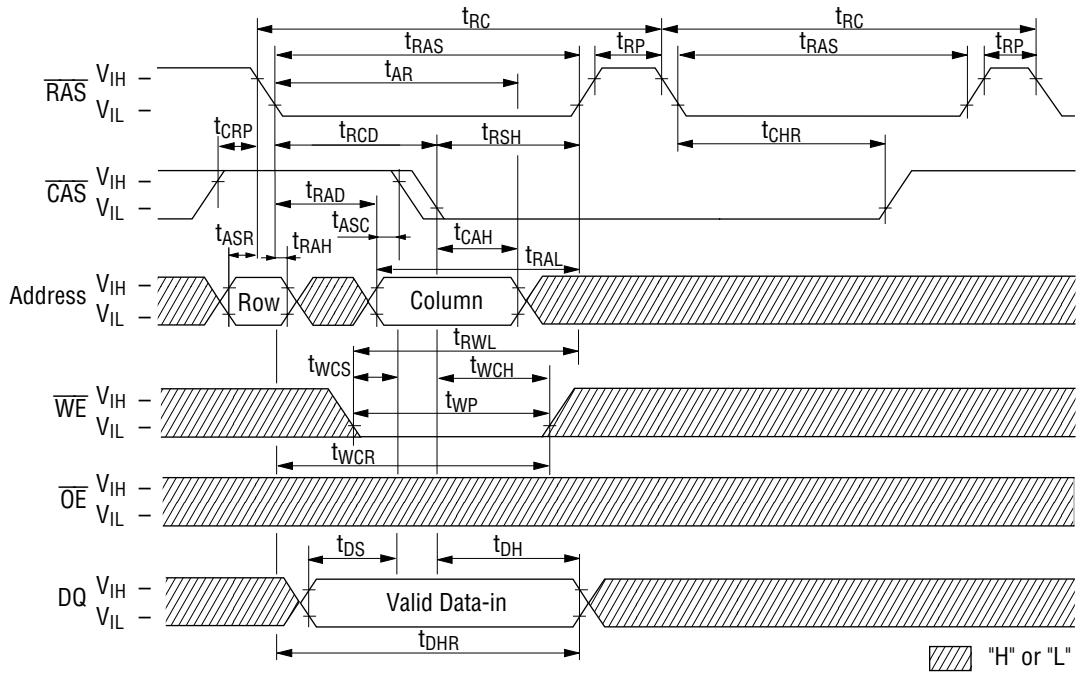 tRC tRC
tRAS tRP tRAS tRP
tAR
RAS VIH –
VIL –
tCRP tRCD tRSH tCHR
CAS VIH –
VIL –
tRAD
tASC
tASR tRAH tCAH
tRAL
Address VIH –
VIL –
Row Column
tRWL
tWCS tWCH
WE VIH –
VIL –
tWP
tWCR
OE VIH –
VIL –
tDS tDH
DQ VIH –
VIL –
Valid Data-in
tDHR
"H" or "L"